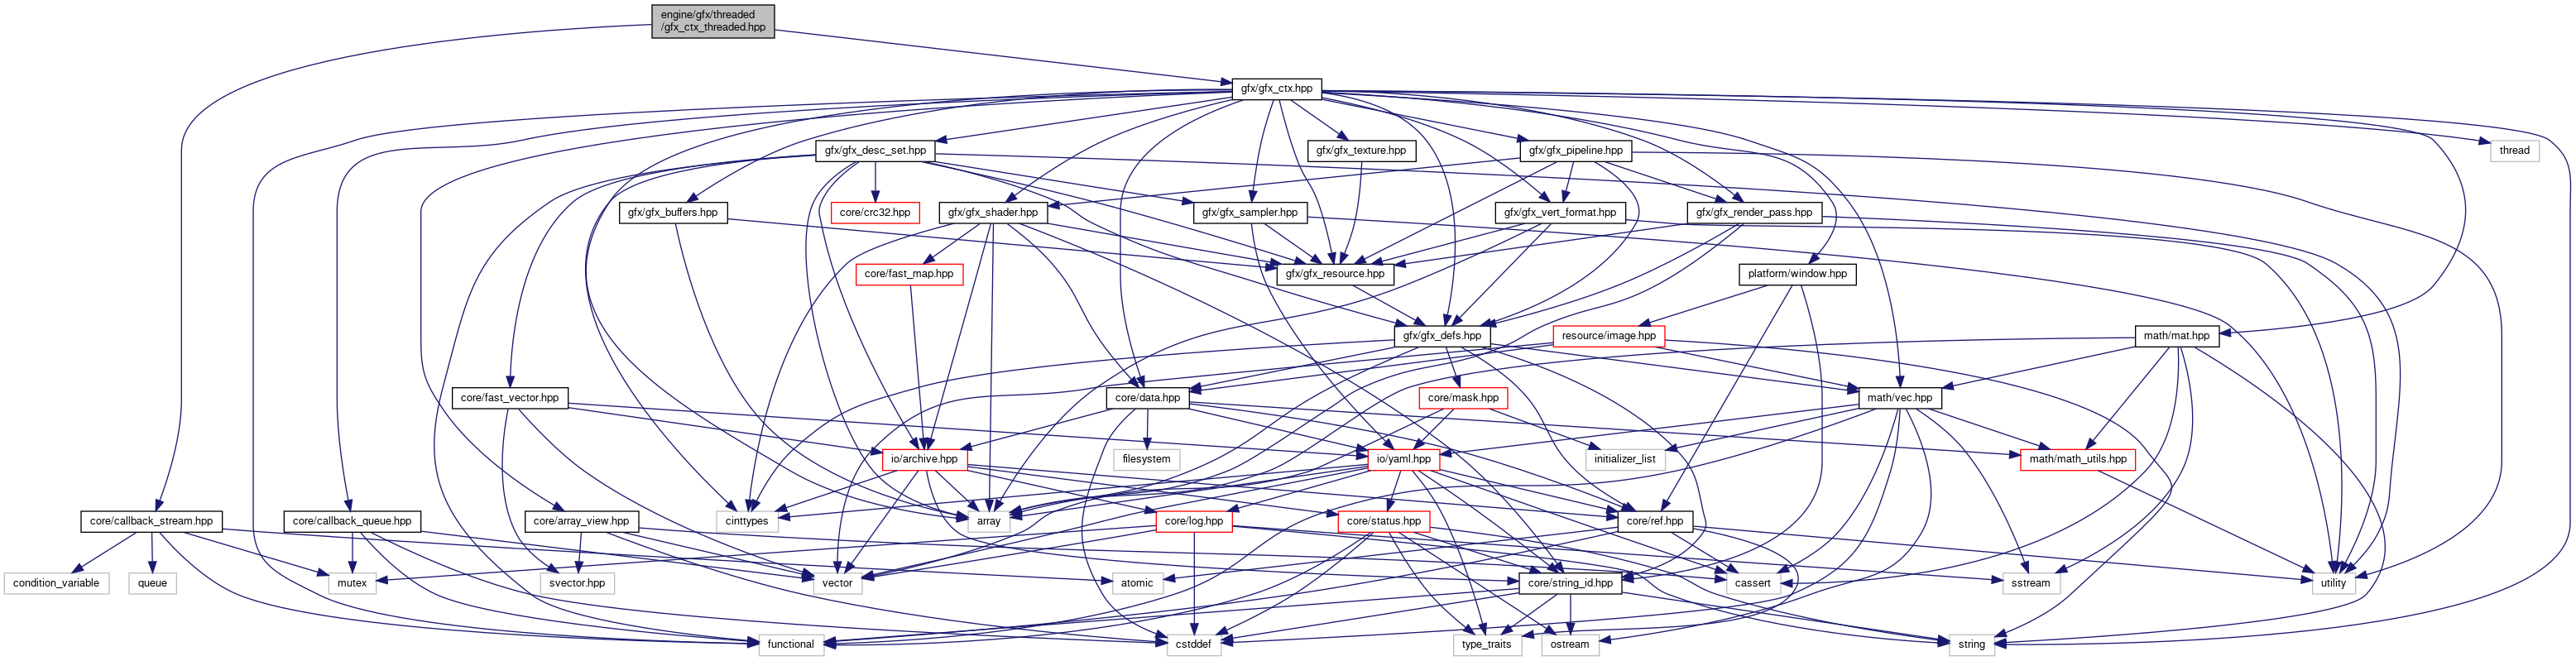 engine/gfx/threaded
/gfx_ctx_threaded.hpp
gfx/gfx_ctx.hpp
gfx/gfx_desc_set.hpp
gfx/gfx_texture.hpp
gfx/gfx_pipeline.hpp
thread
gfx/gfx_buffers.hpp
core/crc32.hpp
gfx/gfx_shader.hpp
gfx/gfx_sampler.hpp
gfx/gfx_vert_format.hpp
gfx/gfx_render_pass.hpp
core/fast_map.hpp
gfx/gfx_resource.hpp
platform/window.hpp
gfx/gfx_defs.hpp
resource/image.hpp
math/mat.hpp
core/fast_vector.hpp
core/data.hpp
core/mask.hpp
math/vec.hpp
io/archive.hpp
filesystem
io/yaml.hpp
initializer_list
math/math_utils.hpp
core/callback_stream.hpp
core/callback_queue.hpp
core/array_view.hpp
cinttypes
array
core/log.hpp
core/status.hpp
core/ref.hpp
condition_variable
queue
mutex
svector.hpp
vector
atomic
core/string_id.hpp
cassert
sstream
utility
functional
cstddef
type_traits
ostream
string